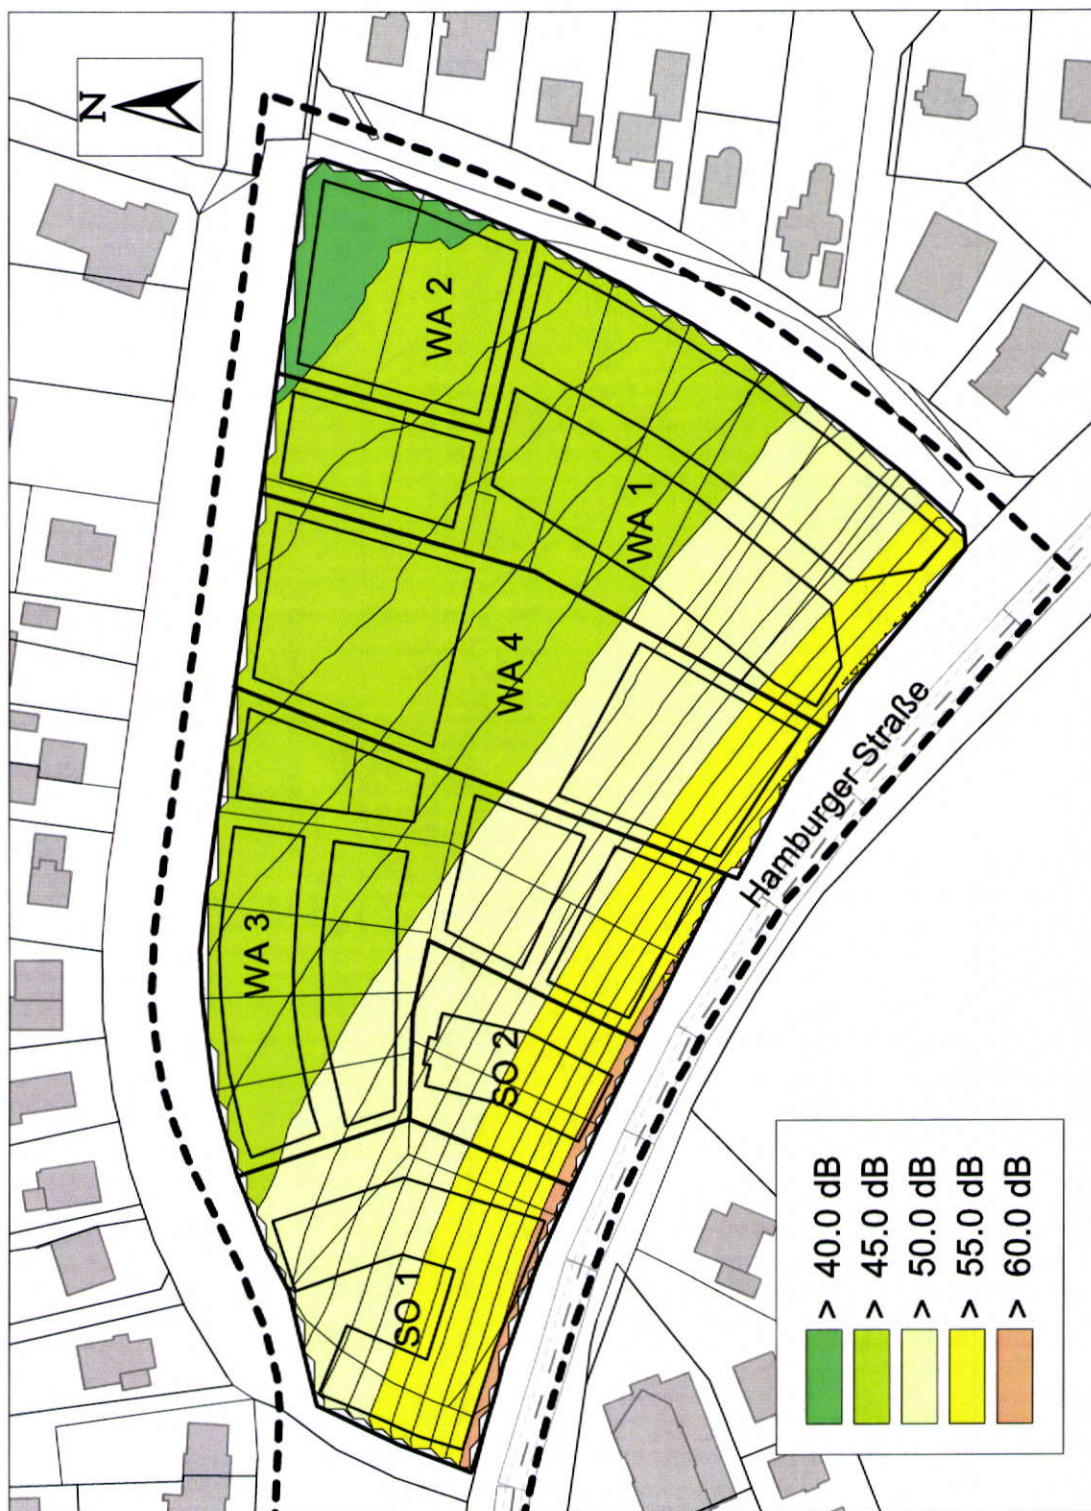 N
WA 2
WA 1
WA 4
WA 3
SO 2
SO 1
Hamburger Straße
> 40.0 dB
> 45.0 dB
> 50.0 dB
> 55.0 dB
> 60.0 dB